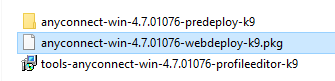 anyconnect-win-4.7.01076-predeploy-k9
anyconnect-win-4.7.01076-webdeploy-k9.pkg
tools-anyconnect-win-4.7.01076-profileeditor-k9